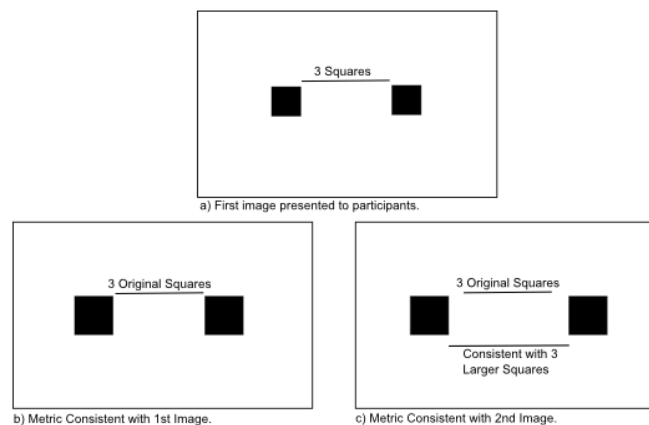 3 Squares
a) First image presented to participants.
3 Original Squares
b) Metric Consistent with 1st Image.
3 Original Squares
Consistent with 3
Larger Squares
c) Metric Consistent with 2nd Image.